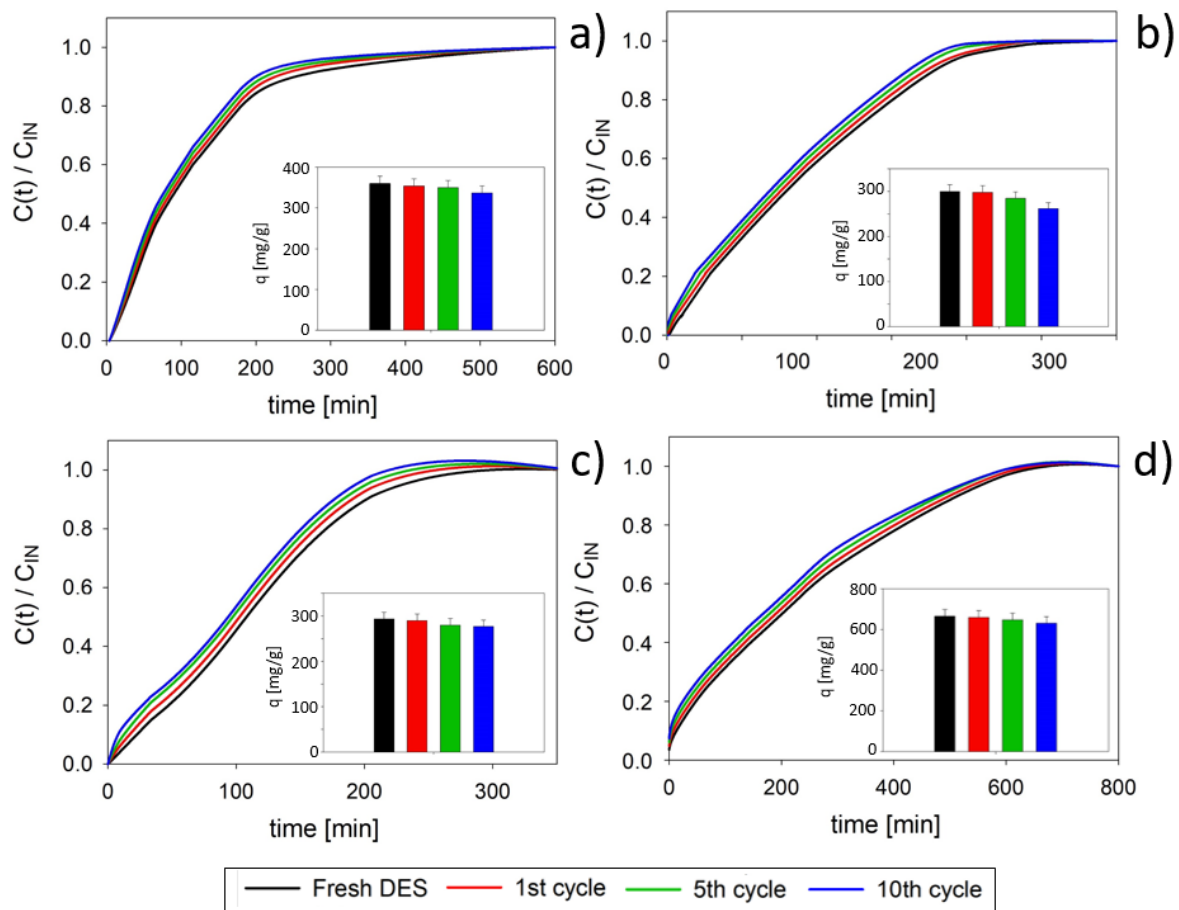 a)
1.0
0.8
0.6
0.4
0.2
0.0
C(t) / C_IN
400
300
200
100
0
q [mg/g]
0 100 200 300 400 500 600
time [min]
b)
1.0
0.8
0.6
0.4
0.2
0.0
C(t) / C_IN
300
200
100
0
q [mg/g]
0 100 200 300
time [min]
c)
1.0
0.8
0.6
0.4
0.2
0.0
C(t) / C_IN
300
200
100
0
q [mg/g]
0 100 200 300
time [min]
d)
1.0
0.8
0.6
0.4
0.2
0.0
C(t) / C_IN
800
600
400
200
0
q [mg/g]
0 200 400 600 800
time [min]
Fresh DES 1st cycle 5th cycle 10th cycle